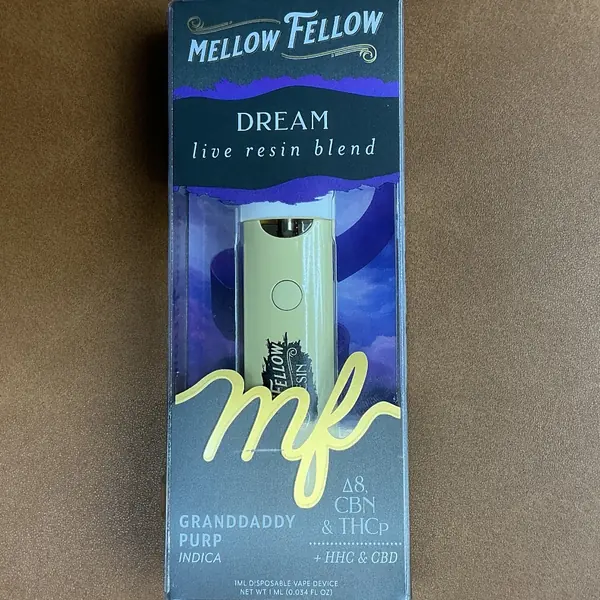 MELLOW FELLOW
DREAM
live resin blend
FELLOW
RESIN
mf
Δ8,
CBN
& THCp
GRANDDADDY
PURP
INDICA
+ HHC & CBD
1ML DISPOSABLE VAPE DEVICE
NET WT 1 ML (0.034 FL OZ)